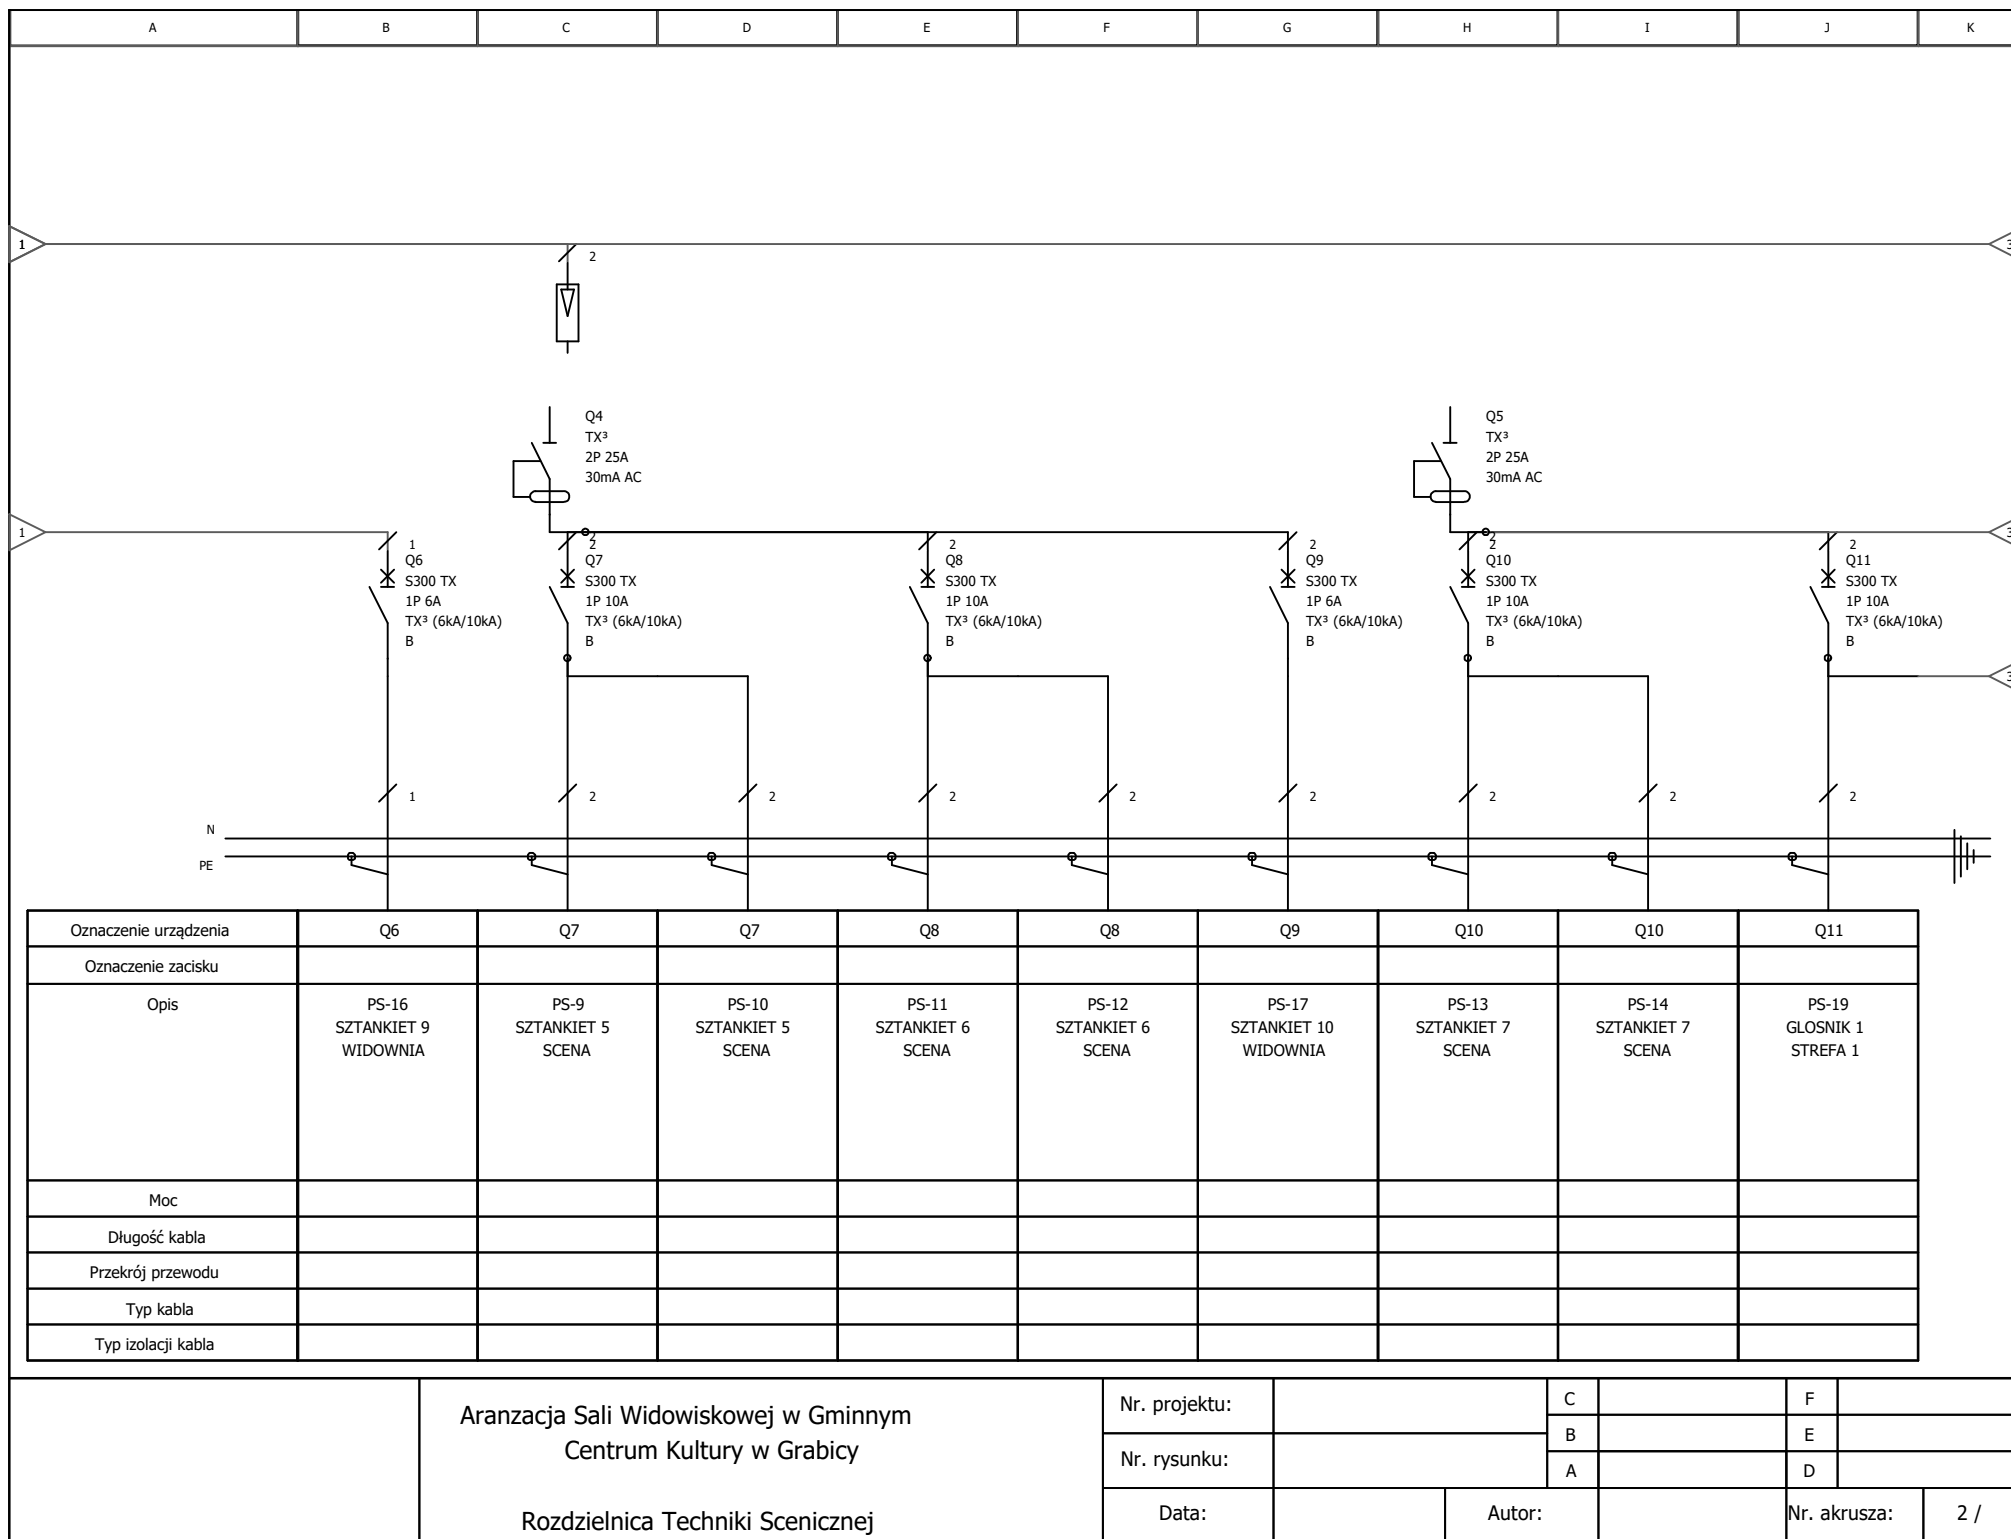 A B C D E F G H I J K
1
2
Q4
TX³
2P 25A
30mA AC
Q5
TX³
2P 25A
30mA AC
1
1
Q6
S300 TX
1P 6A
TX³ (6kA/10kA)
B
2
2
Q7
S300 TX
1P 10A
TX³ (6kA/10kA)
B
2
Q8
S300 TX
1P 10A
TX³ (6kA/10kA)
B
2
Q9
S300 TX
1P 6A
TX³ (6kA/10kA)
B
2
2
Q10
S300 TX
1P 10A
TX³ (6kA/10kA)
B
2
Q11
S300 TX
1P 10A
TX³ (6kA/10kA)
B
1 2 2 2 2 2 2 2 2
N
PE
Oznaczenie urządzenia Q6 Q7 Q7 Q8 Q8 Q9 Q10 Q10 Q11
Oznaczenie zacisku
Opis
PS-16
SZTANKIET 9
WIDOWNIA
PS-9
SZTANKIET 5
SCENA
PS-10
SZTANKIET 5
SCENA
PS-11
SZTANKIET 6
SCENA
PS-12
SZTANKIET 6
SCENA
PS-17
SZTANKIET 10
WIDOWNIA
PS-13
SZTANKIET 7
SCENA
PS-14
SZTANKIET 7
SCENA
PS-19
GLOSNIK 1
STREFA 1
Moc
Długość kabla
Przekrój przewodu
Typ kabla
Typ izolacji kabla
Aranzacja Sali Widowiskowej w Gminnym
Centrum Kultury w Grabicy
Rozdzielnica Techniki Scenicznej
Nr. projektu:
Nr. rysunku:
C F
B E
A D
Data: Autor: Nr. akrusza: 2 /